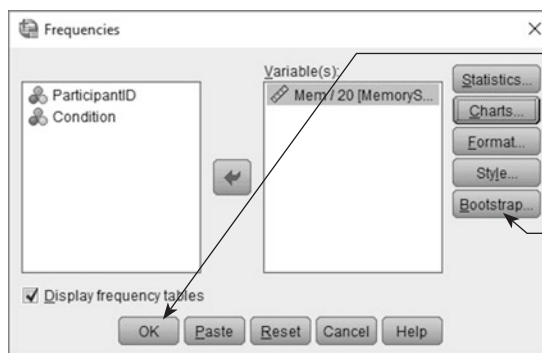 Frequencies
Variable(s):
ParticipantID
Condition
Mem / 20 [MemoryS...
Statistics...
Charts...
Format...
Style...
Bootstrap...
Display frequency tables
OK Paste Reset Cancel Help